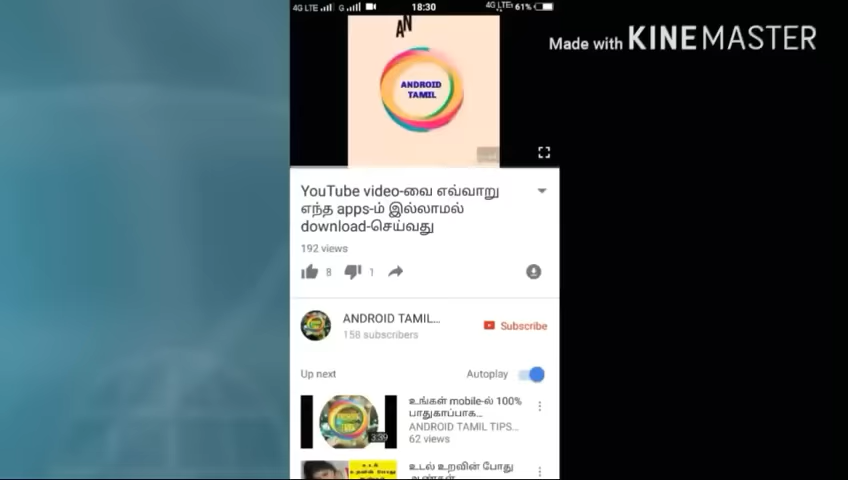 4G LTE G 18:30 4G LTE 61%
AN
Made with KINEMASTER
ANDROID
TAMIL
YouTube video-வை எவ்வாறு
எந்த apps-ம் இல்லாமல்
download-செய்வது
192 views
8 1
ANDROID TAMIL...
158 subscribers
Subscribe
Up next
Autoplay
உங்கள் mobile-ல் 100%
பாதுகாப்பாக...
ANDROID TAMIL TIPS...
62 views
3:39
உடல் உறவின் போது
ஆண்கள்